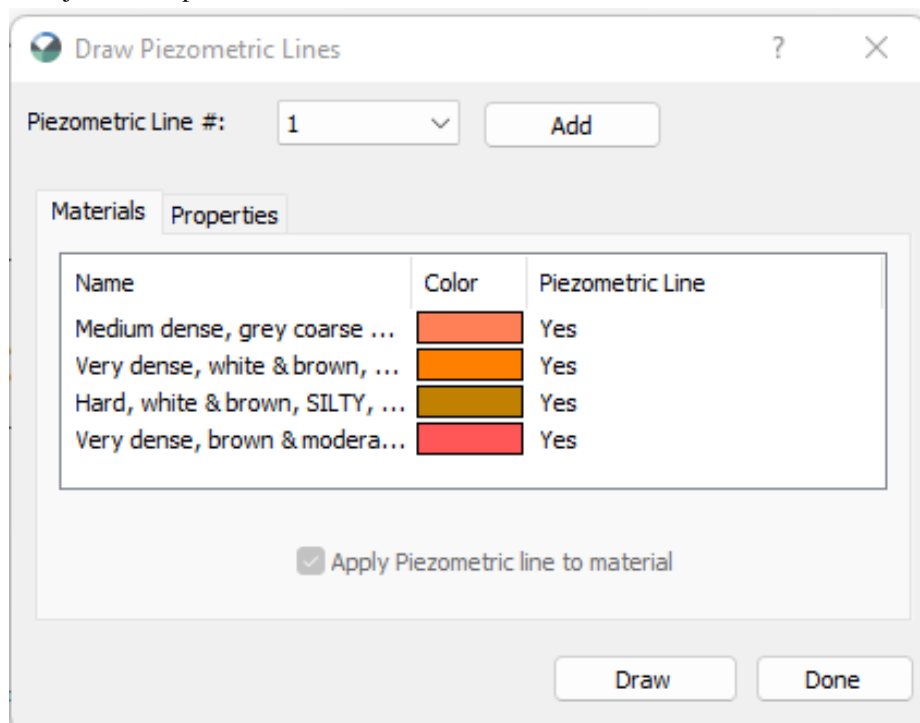 Draw Piezometric Lines ?
Piezometric Line #: 1 Add
Materials Properties
Name Color Piezometric Line
Medium dense, grey coarse ... Yes
Very dense, white & brown, ... Yes
Hard, white & brown, SILTY, ... Yes
Very dense, brown & modera... Yes
Apply Piezometric line to material
Draw Done